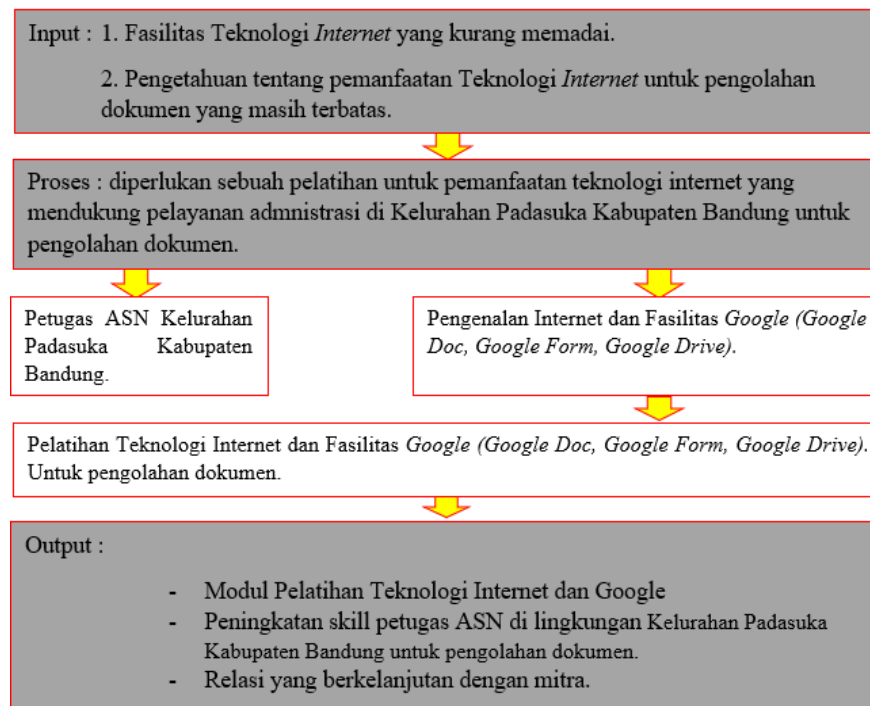 Input : 1. Fasilitas Teknologi Internet yang kurang memadai.
2. Pengetahuan tentang pemanfaatan Teknologi Internet untuk pengolahan
dokumen yang masih terbatas.
Proses : diperlukan sebuah pelatihan untuk pemanfaatan teknologi internet yang
mendukung pelayanan admnistrasi di Kelurahan Padasuka Kabupaten Bandung untuk
pengolahan dokumen.
Petugas ASN Kelurahan
Padasuka Kabupaten
Bandung.
Pengenalan Internet dan Fasilitas Google (Google
Doc, Google Form, Google Drive).
Pelatihan Teknologi Internet dan Fasilitas Google (Google Doc, Google Form, Google Drive).
Untuk pengolahan dokumen.
Output :
- Modul Pelatihan Teknologi Internet dan Google
- Peningkatan skill petugas ASN di lingkungan Kelurahan Padasuka
Kabupaten Bandung untuk pengolahan dokumen.
- Relasi yang berkelanjutan dengan mitra.